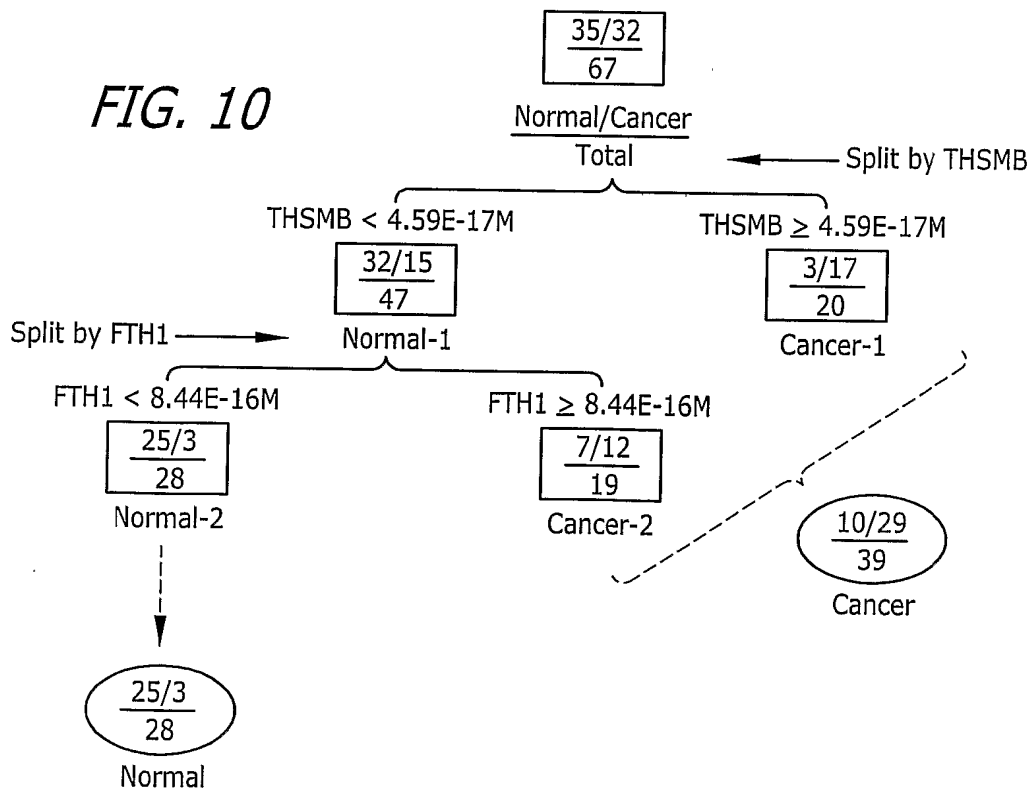 35/32
67
FIG. 10
Normal/Cancer
Total
Split by THSMB
THSMB < 4.59E-17M
THSMB ≥ 4.59E-17M
32/15
47
3/17
20
Split by FTH1
Normal-1
Cancer-1
FTH1 < 8.44E-16M
FTH1 ≥ 8.44E-16M
25/3
28
7/12
19
Normal-2
Cancer-2
10/29
39
Cancer
25/3
28
Normal